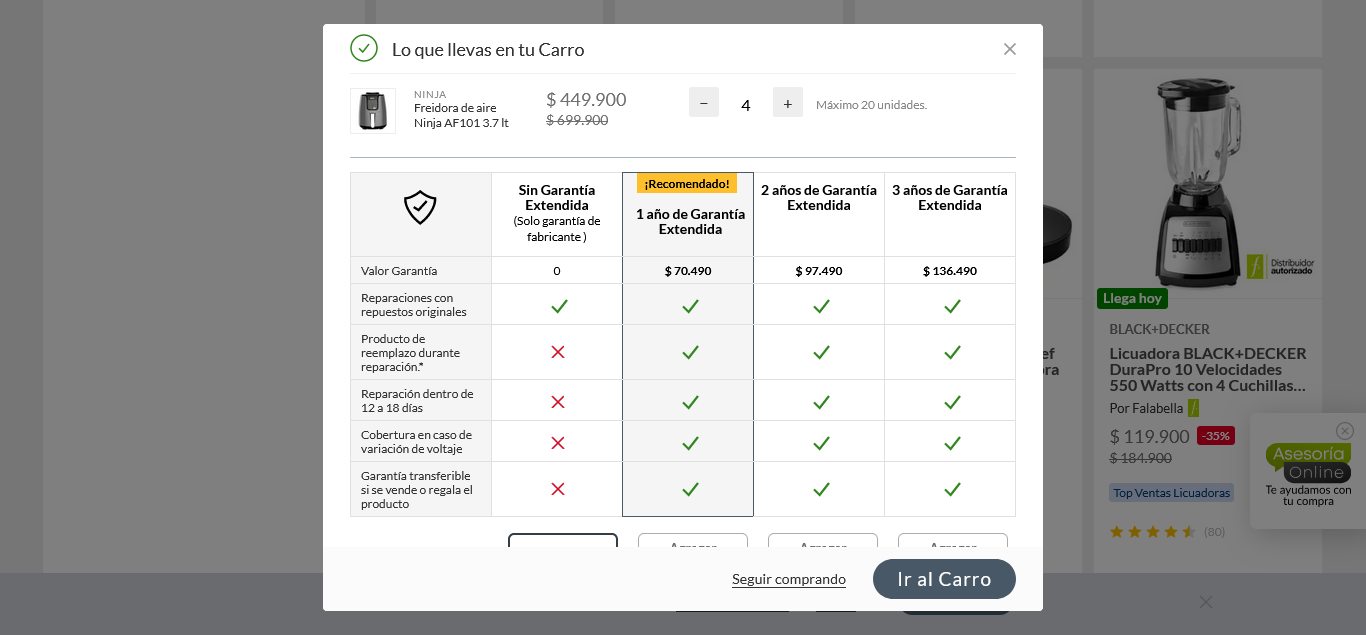 Lo que llevas en tu Carro
NINJA
Freidora de aire
Ninja AF101 3.7 lt
$ 449.900
$ 699.900
−
4
+
Máximo 20 unidades.
Sin Garantía
Extendida
(Solo garantía de
fabricante )
¡Recomendado!
1 año de Garantía
Extendida
2 años de Garantía
Extendida
3 años de Garantía
Extendida
Valor Garantía
0
$ 70.490
$ 97.490
$ 136.490
Reparaciones con
repuestos originales
Producto de
reemplazo durante
reparación.*
Reparación dentro de
12 a 18 días
Cobertura en caso de
variación de voltaje
Garantía transferible
si se vende o regala el
producto
Seguir comprando
Ir al Carro
Distribuidor
autorizado
Llega hoy
BLACK+DECKER
Licuadora BLACK+DECKER
DuraPro 10 Velocidades
550 Watts con 4 Cuchillas...
Por Falabella
$ 119.900
-35%
$ 184.900
Top Ventas Licuadoras
(80)
Asesoría
Online
Te ayudamos con
tu compra